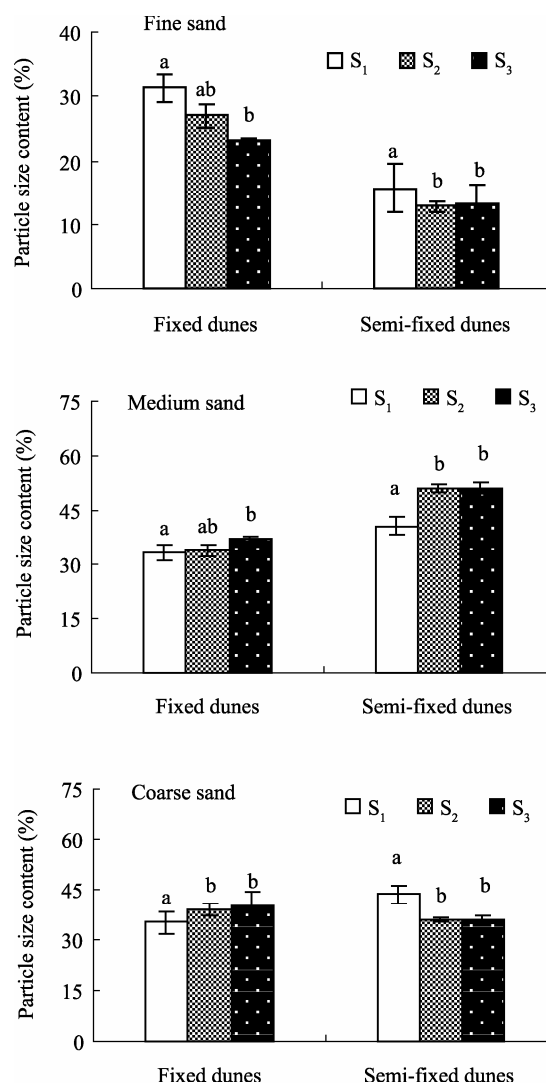 Fine sand
S1 S2 S3
Particle size content (%)
40
30
20
10
0
a
ab
b
a
b
b
Fixed dunes
Semi-fixed dunes
Medium sand
S1 S2 S3
Particle size content (%)
75
60
45
30
15
0
a
ab
b
a
b
b
Fixed dunes
Semi-fixed dunes
Coarse sand
S1 S2 S3
Particle size content (%)
75
60
45
30
15
0
a
b
b
a
b
b
Fixed dunes
Semi-fixed dunes